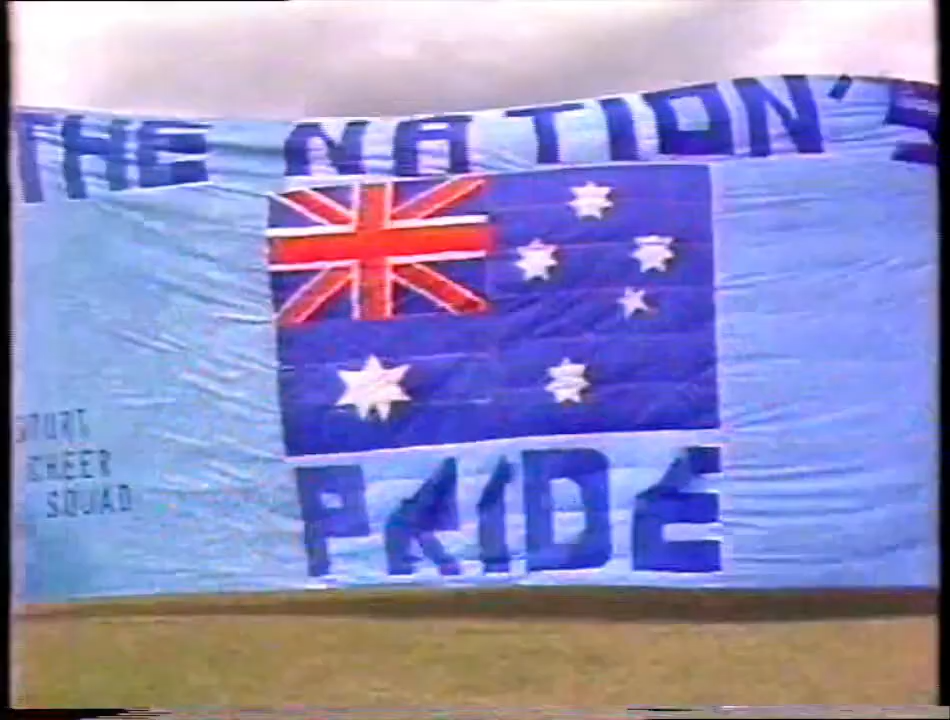 THE NATION'S
PRIDE
STURT
CHEER
SQUAD